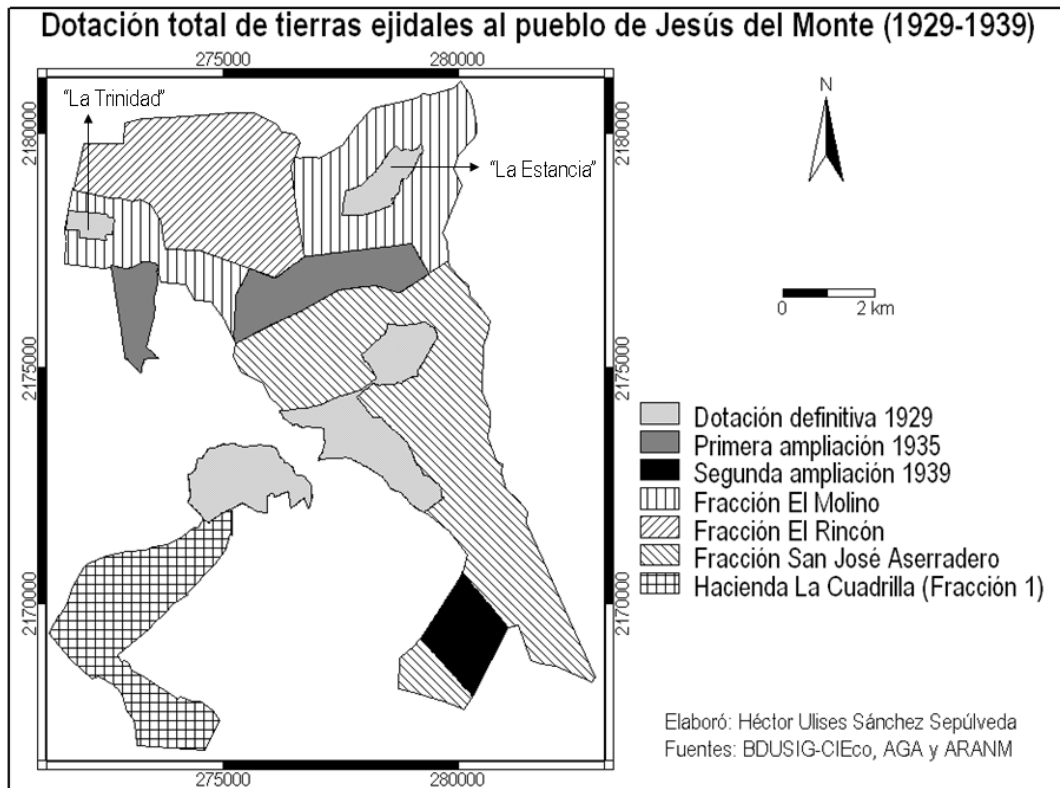 Dotación total de tierras ejidales al pueblo de Jesús del Monte (1929-1939)
275000
280000
"La Trinidad"
N
2180000
2180000
"La Estancia"
0
2 km
2175000
2175000
Dotación definitiva 1929
Primera ampliación 1935
Segunda ampliación 1939
Fracción El Molino
Fracción El Rincón
Fracción San José Aserradero
Hacienda La Cuadrilla (Fracción 1)
2170000
2170000
Elaboró: Héctor Ulises Sánchez Sepúlveda
Fuentes: BDUSIG-CIEco, AGA y ARANM
275000
280000